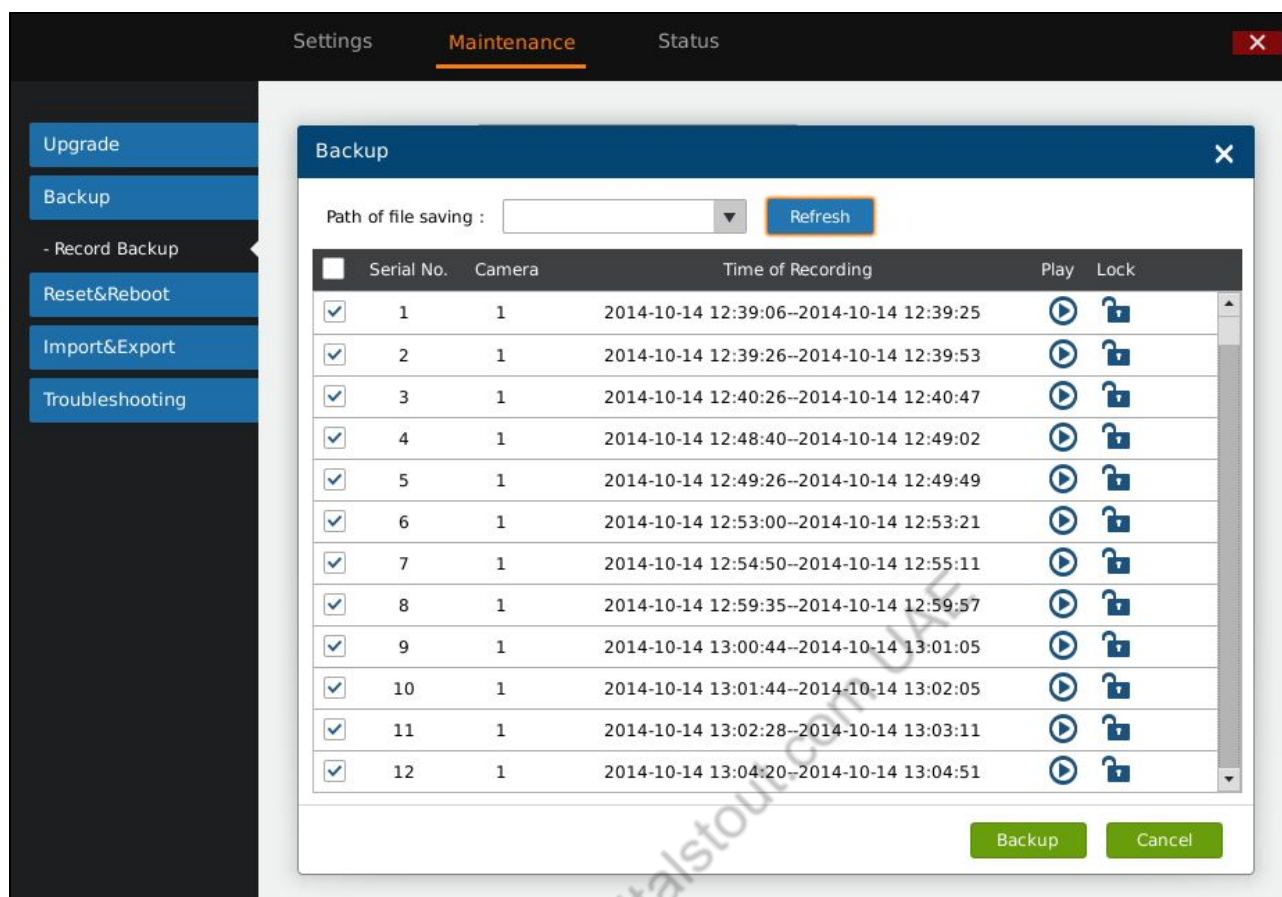 Settings Maintenance Status
Upgrade
Backup
- Record Backup
Reset&Reboot
Import&Export
Troubleshooting
Backup
Path of file saving : Refresh
Serial No. Camera Time of Recording Play Lock
1 1 2014-10-14 12:39:06--2014-10-14 12:39:25
2 1 2014-10-14 12:39:26--2014-10-14 12:39:53
3 1 2014-10-14 12:40:26--2014-10-14 12:40:47
4 1 2014-10-14 12:48:40--2014-10-14 12:49:02
5 1 2014-10-14 12:49:26--2014-10-14 12:49:49
6 1 2014-10-14 12:53:00--2014-10-14 12:53:21
7 1 2014-10-14 12:54:50--2014-10-14 12:55:11
8 1 2014-10-14 12:59:35--2014-10-14 12:59:57
9 1 2014-10-14 13:00:44--2014-10-14 13:01:05
10 1 2014-10-14 13:01:44--2014-10-14 13:02:05
11 1 2014-10-14 13:02:28--2014-10-14 13:03:11
12 1 2014-10-14 13:04:20--2014-10-14 13:04:51
Backup Cancel
italstout.com UAE